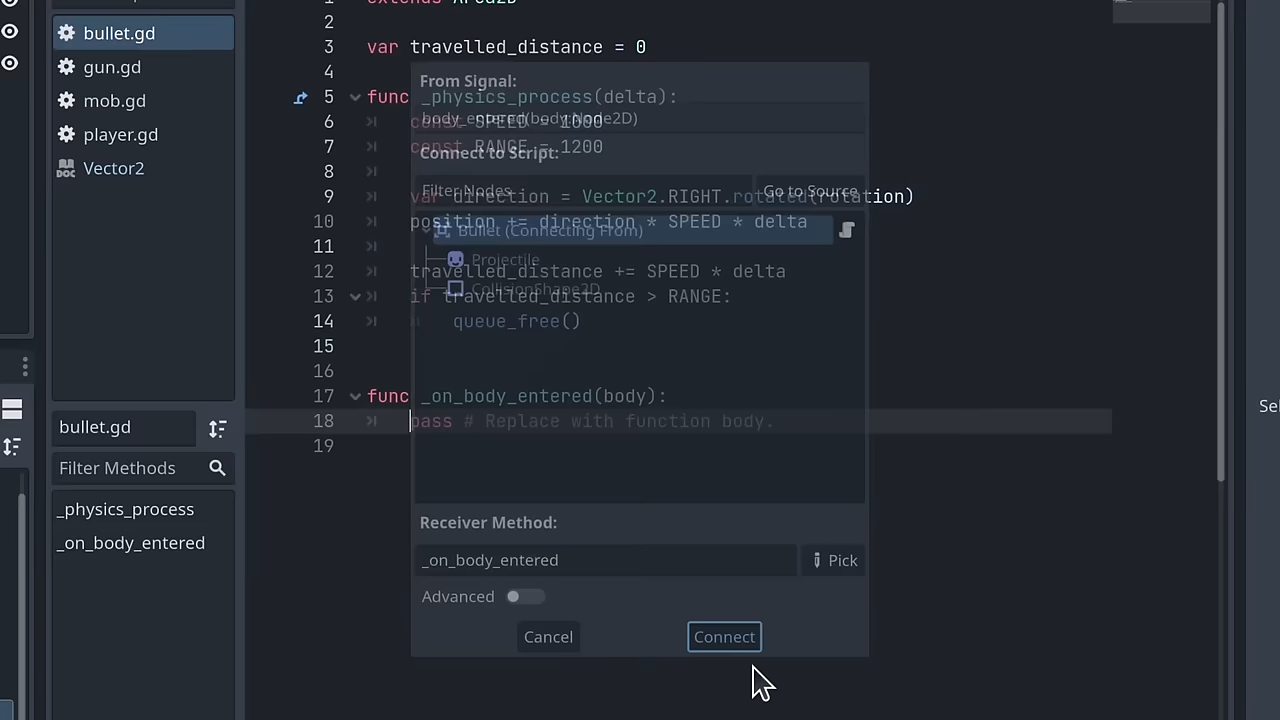 bullet.gd
gun.gd
mob.gd
player.gd
Vector2
bullet.gd
Filter Methods
_physics_process
_on_body_entered
1 extends Area2D
2
3 var travelled_distance = 0
4
5 func _physics_process(delta):
6 const SPEED = 1000
7 const RANGE = 1200
8
9 var direction = Vector2.RIGHT.rotated(rotation)
10 position += direction * SPEED * delta
11
12 travelled_distance += SPEED * delta
13 if travelled_distance > RANGE:
14 queue_free()
15
16
17 func _on_body_entered(body):
18 pass # Replace with function body.
19
From Signal:
body_entered(body: Node2D)
Connect to Script:
Filter Nodes
Go to Source
Bullet (Connecting From)
Projectile
CollisionShape2D
Receiver Method:
_on_body_entered
Pick
Advanced
Cancel
Connect